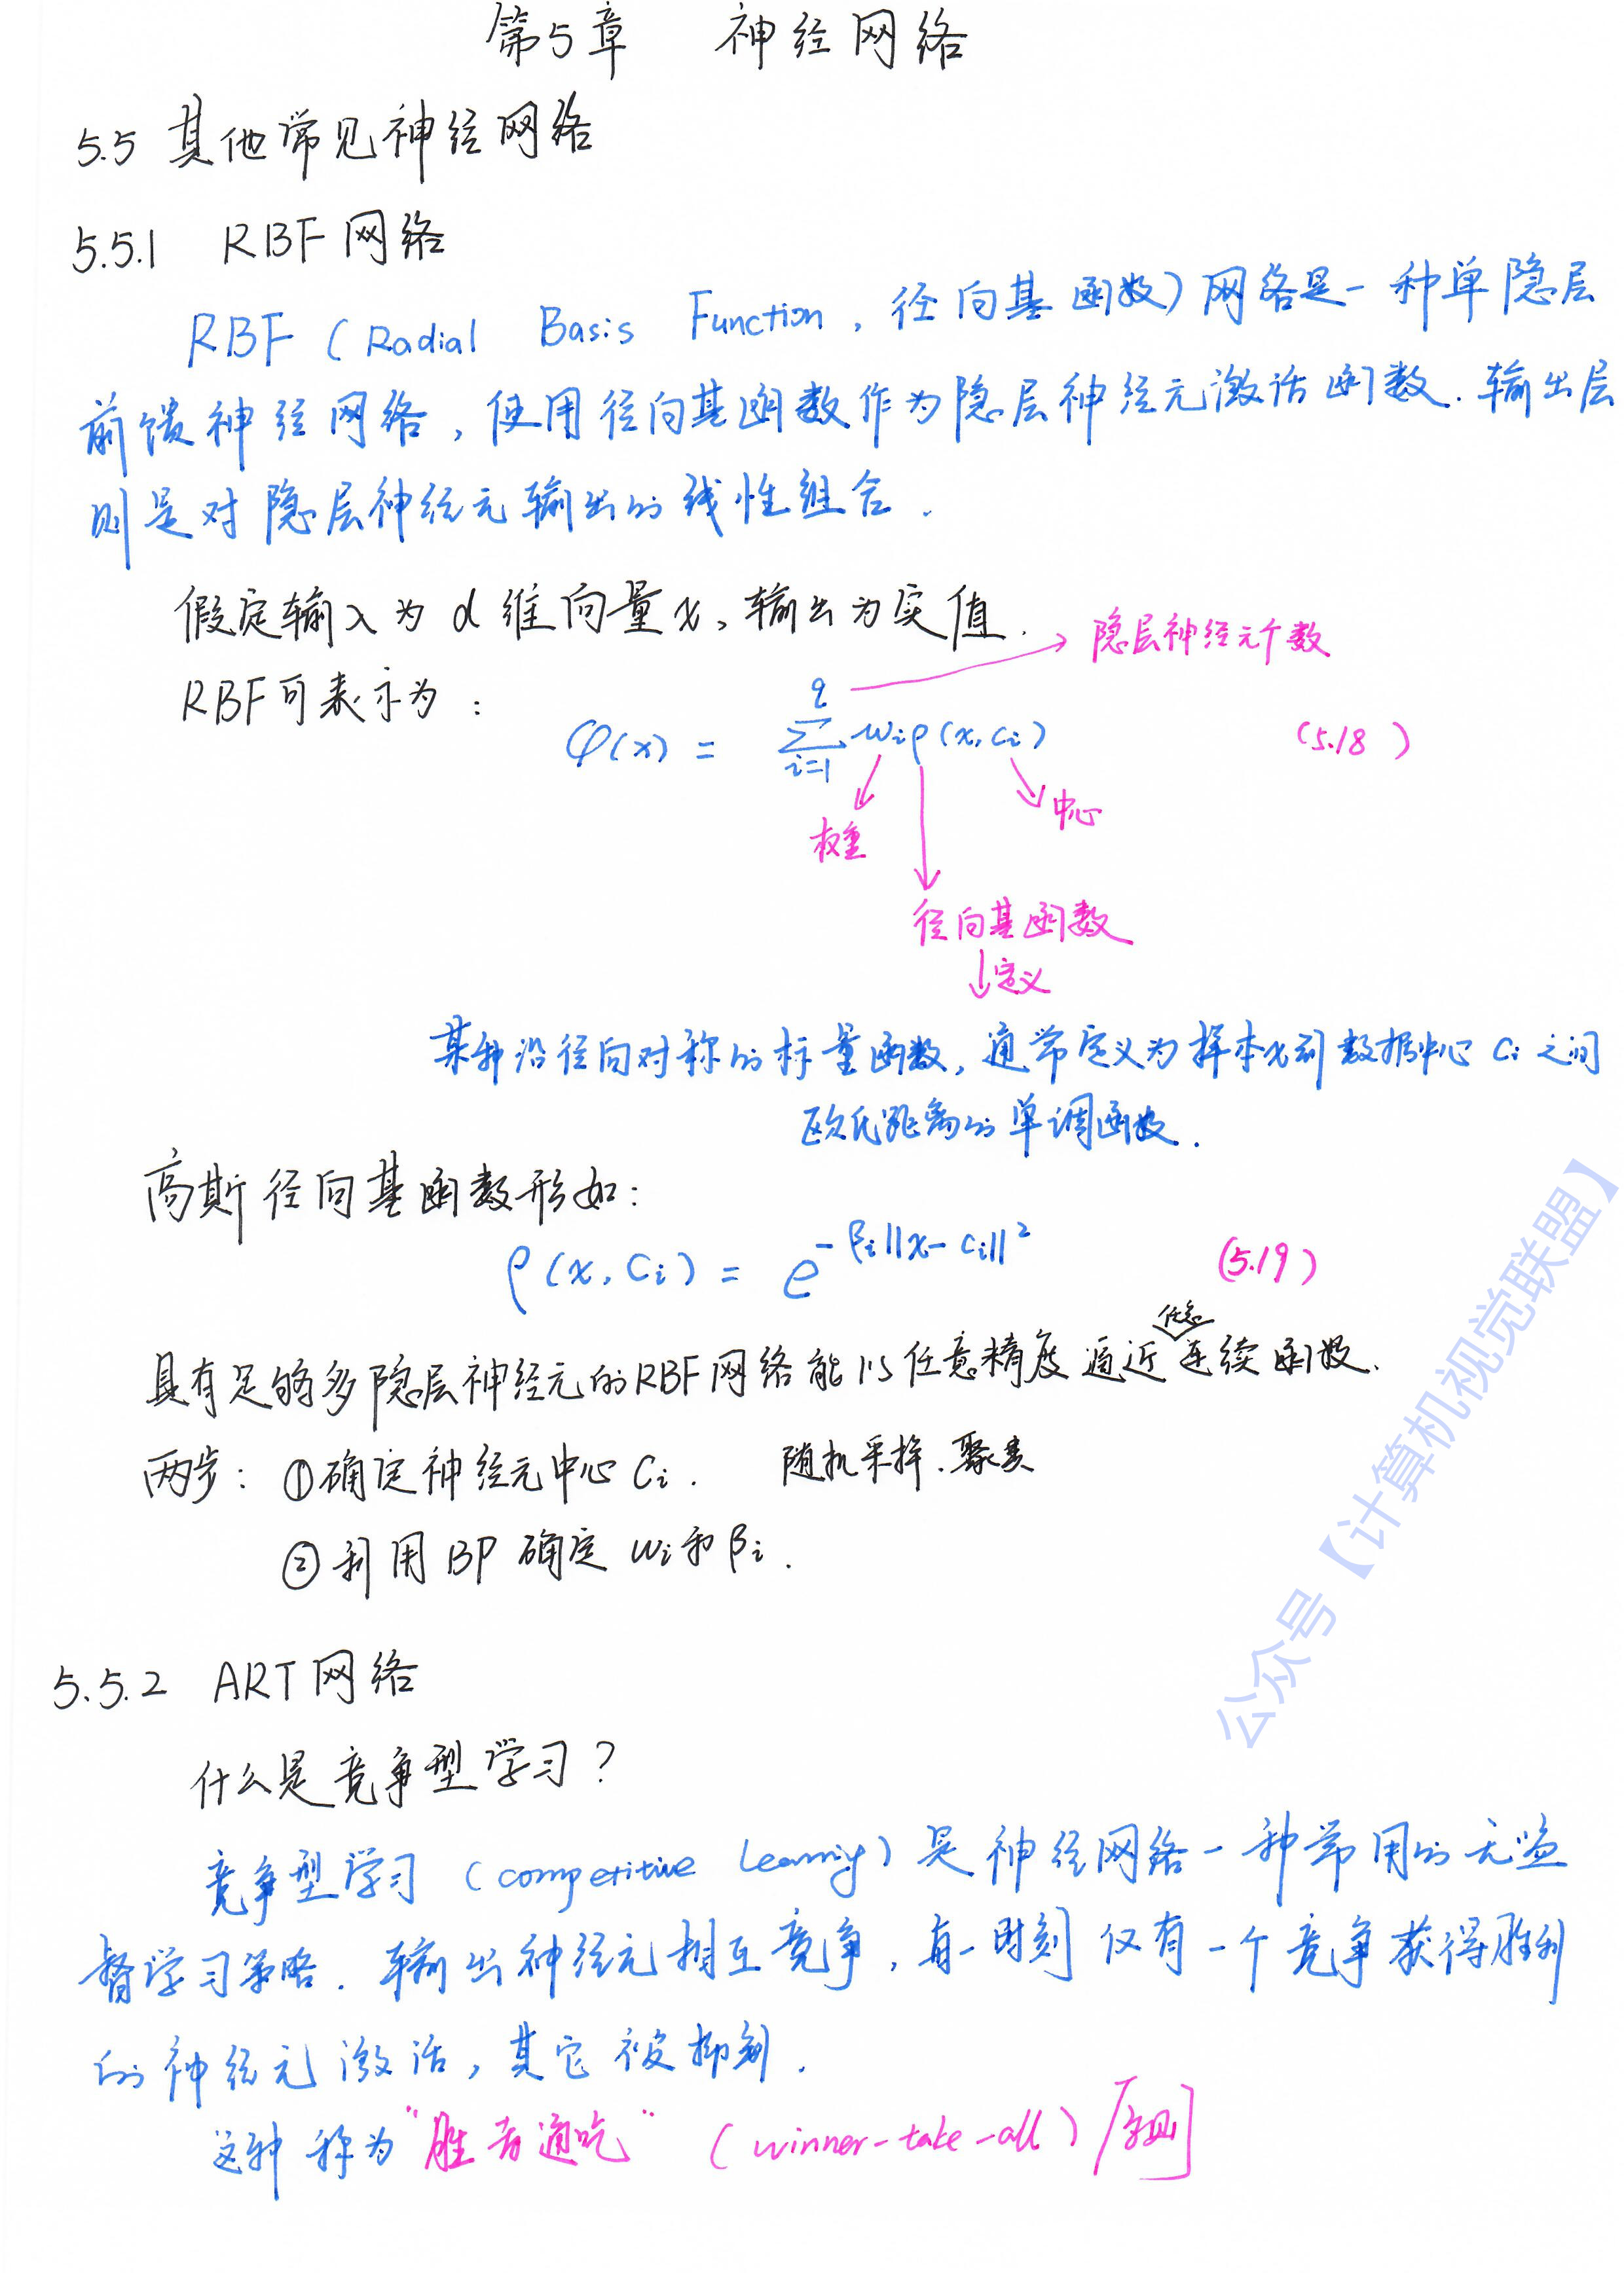 第5章 神经网络
5.5 其他常见神经网络
5.5.1 RBF网络
RBF (Radial Basis Function, 径向基函数) 网络是一种单隐层
前馈神经网络, 使用径向基函数作为隐层神经元激活函数. 输出层
则是对隐层神经元输出的线性组合.
假定输入为 d 维向量 x, 输出为实值.
隐层神经元个数
RBF可表示为:
φ(x) = ∑_{i=1}^{q} w_i ρ(x, c_i) (5.18)
权重
中心
径向基函数
定义
某种沿径向对称的标量函数, 通常定义为样本x到数据中心 c_i 之间
欧氏距离的单调函数.
高斯径向基函数形如:
ρ(x, c_i) = e^{-β_i||x-c_i||^2} (5.19)
具有足够多隐层神经元的RBF网络能以任意精度逼近任意连续函数.
两步: ①确定神经元中心 c_i. 随机采样、聚类
②利用BP确定 w_i和β_i.
5.5.2 ART网络
什么是竞争型学习?
竞争型学习 (competitive learning) 是神经网络一种常用的无监
督学习策略. 输出神经元相互竞争, 每一时刻仅有一个竞争获得胜利
的神经元激活, 其它被抑制.
这种称为“胜者通吃” (winner-take-all) 原则
公众号【计算机视觉联盟】